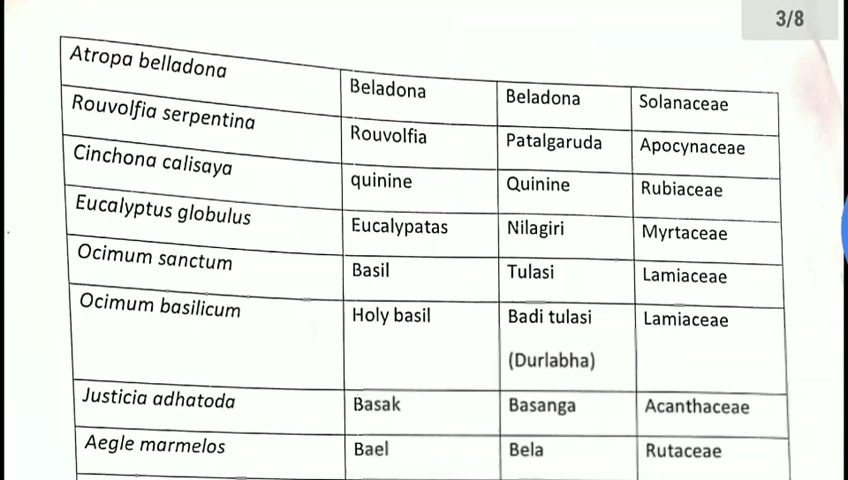 3/8
Atropa belladona Beladona Beladona Solanaceae
Rouvolfia serpentina Rouvolfia Patalgaruda Apocynaceae
Cinchona calisaya quinine Quinine Rubiaceae
Eucalyptus globulus Eucalypatas Nilagiri Myrtaceae
Ocimum sanctum Basil Tulasi Lamiaceae
Ocimum basilicum Holy basil Badi tulasi Lamiaceae
(Durlabha)
Justicia adhatoda Basak Basanga Acanthaceae
Aegle marmelos Bael Bela Rutaceae